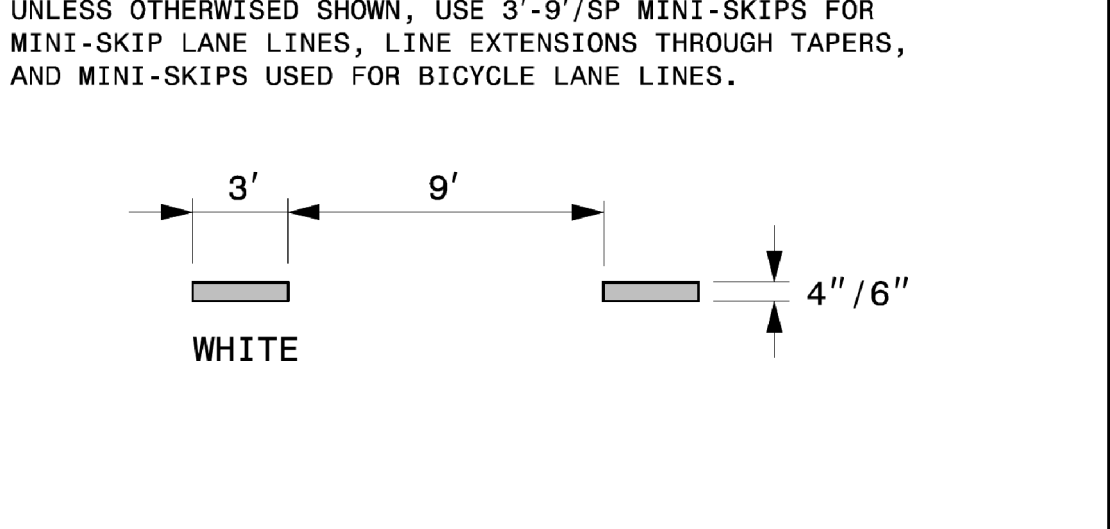 UNLESS OTHERWISED SHOWN, USE 3'-9'/SP MINI-SKIPS FOR
MINI-SKIP LANE LINES, LINE EXTENSIONS THROUGH TAPERS,
AND MINI-SKIPS USED FOR BICYCLE LANE LINES.
3' 9'
4"/6"
WHITE